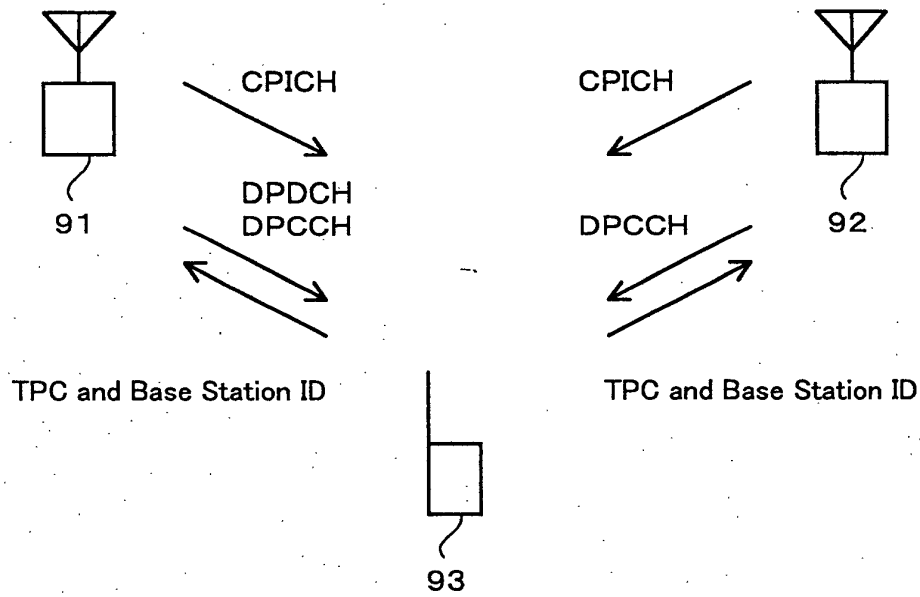 CPICH
CPICH
DPDCH
DPCCH
DPCCH
91
92
TPC and Base Station ID
TPC and Base Station ID
93